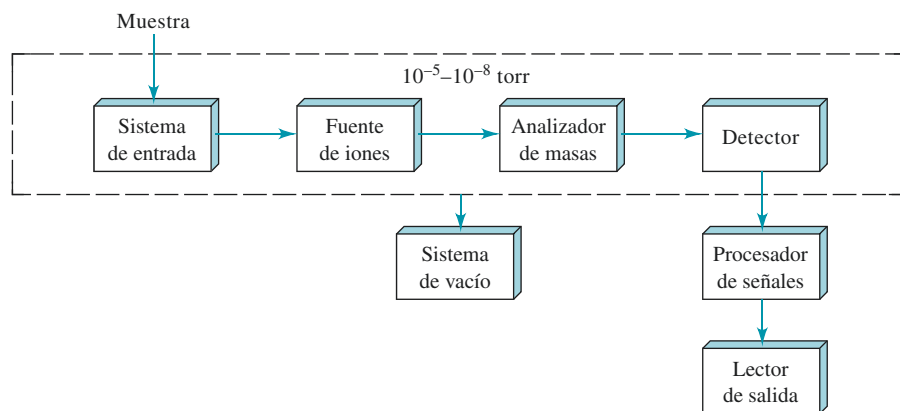 Muestra
10⁻⁵–10⁻⁸ torr
Sistema
de entrada
Fuente
de iones
Analizador
de masas
Detector
Sistema
de vacío
Procesador
de señales
Lector
de salida